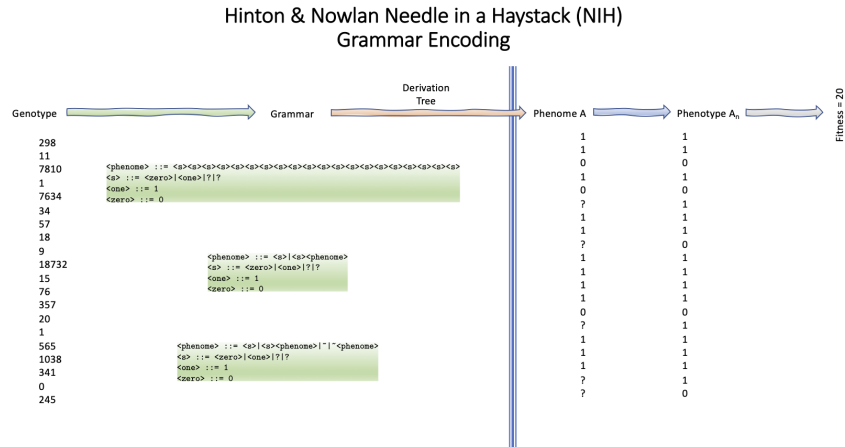 Hinton & Nowlan Needle in a Haystack (NIH)
Grammar Encoding
Genotype
Grammar
Derivation
Tree
Phenome A
Phenotype Aₙ
Fitness = 20
298
11
7810
1
7634
34
57
18
9
18732
15
76
357
20
1
565
1038
341
0
245
<phenome> ::= <s><s><s><s><s><s><s><s><s><s><s><s><s><s><s><s><s><s><s><s>
<s> ::= <zero>|<one>|?|?
<one> ::= 1
<zero> ::= 0
<phenome> ::= <s>|<s><phenome>
<s> ::= <zero>|<one>|?|?
<one> ::= 1
<zero> ::= 0
<phenome> ::= <s>|<s><phenome>|~|~<phenome>
<s> ::= <zero>|<one>|?|?
<one> ::= 1
<zero> ::= 0
1
1
0
1
0
?
1
1
?
1
1
1
1
0
?
1
1
1
?
?
1
1
0
1
0
1
1
1
0
1
1
1
1
0
1
1
1
1
1
0